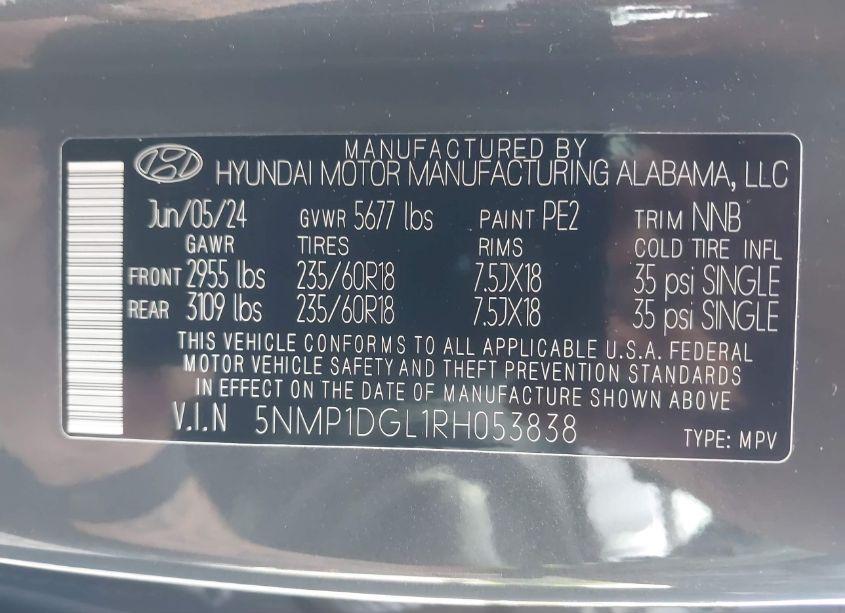 MANUFACTURED BY
HYUNDAI MOTOR MANUFACTURING ALABAMA, LLC
Jun/05/24 GVWR 5677 lbs PAINT PE2 TRIM NNB
GAWR TIRES RIMS COLD TIRE INFL
FRONT 2955 lbs 235/60R18 7.5JX18 35 psi SINGLE
REAR 3109 lbs 235/60R18 7.5JX18 35 psi SINGLE
THIS VEHICLE CONFORMS TO ALL APPLICABLE U.S.A. FEDERAL
MOTOR VEHICLE SAFETY AND THEFT PREVENTION STANDARDS
IN EFFECT ON THE DATE OF MANUFACTURE SHOWN ABOVE
V.I.N 5NMP1DGL1RH053838 TYPE: MPV